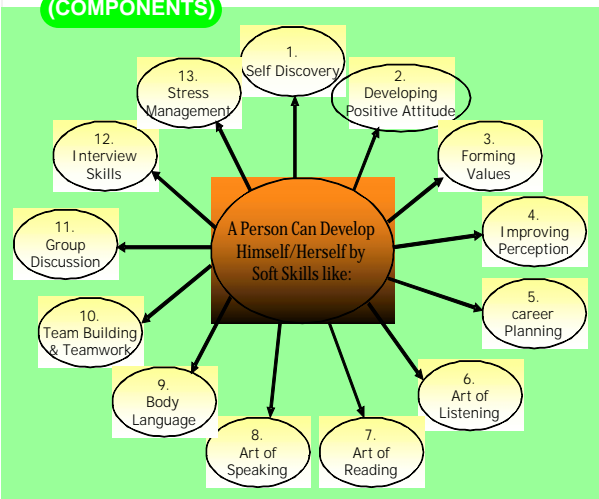 (COMPONENTS)
1.
Self Discovery
2.
Developing
Positive Attitude
3.
Forming
Values
4.
Improving
Perception
5.
career
Planning
6.
Art of
Listening
7.
Art of
Reading
8.
Art of
Speaking
9.
Body
Language
10.
Team Building
& Teamwork
11.
Group
Discussion
12.
Interview
Skills
13.
Stress
Management
A Person Can Develop
Himself/Herself by
Soft Skills like: